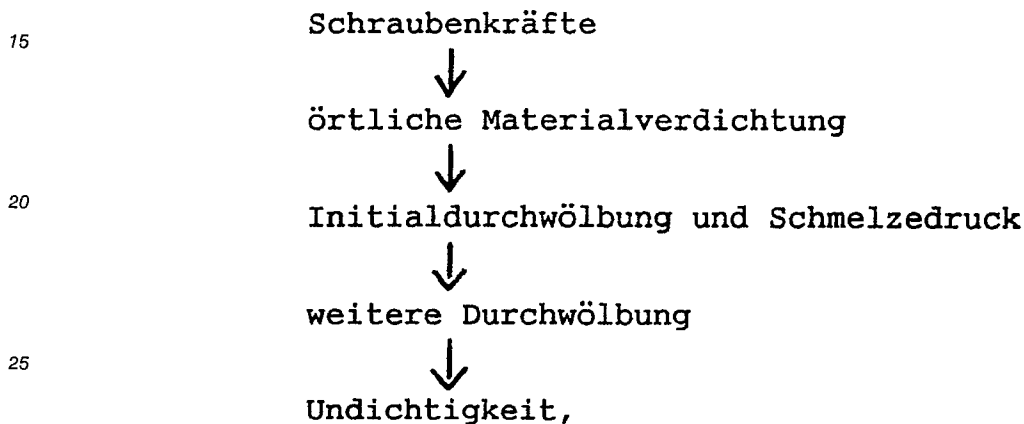 Schraubenkräfte
15
örtliche Materialverdichtung
20
Initialdurchwölbung und Schmelzedruck
weitere Durchwölbung
25
Undichtigkeit,